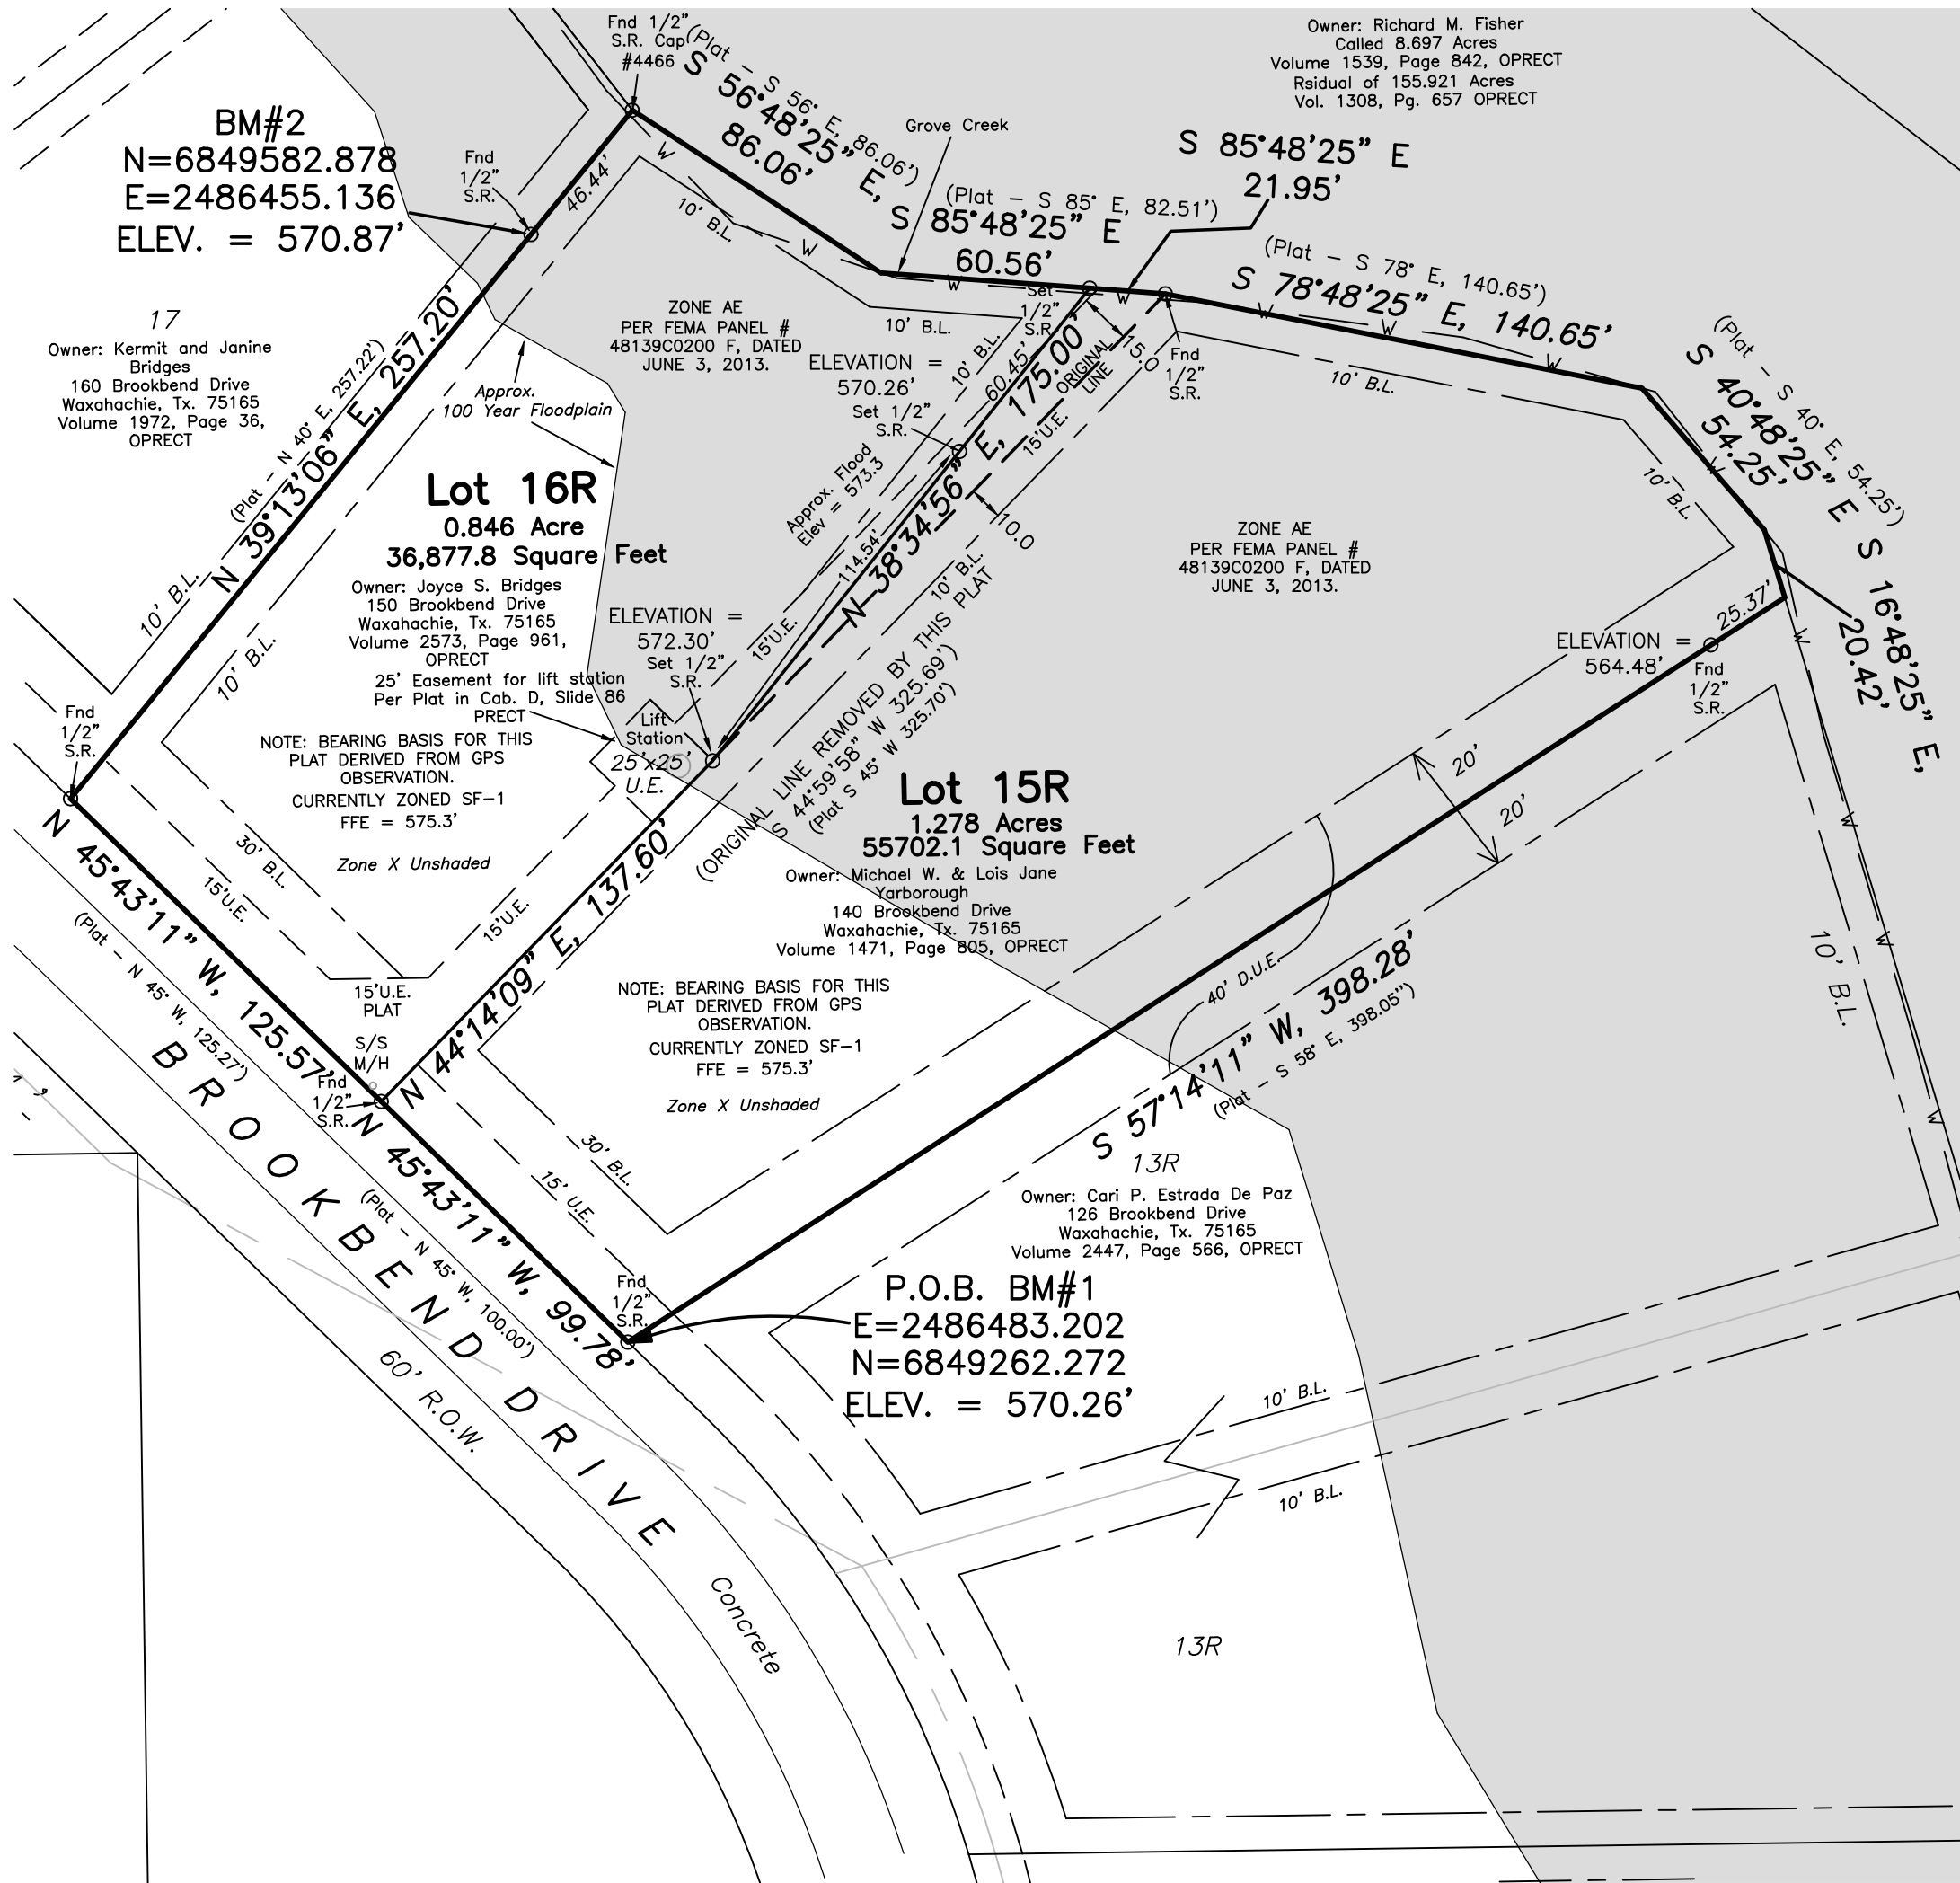 Owner: Richard M. Fisher
Called 8.697 Acres
Volume 1539, Page 842, OPRECT
Rsidual of 155.921 Acres
Vol. 1308, Pg. 657 OPRECT
Fnd 1/2"
S.R. Cap
#4466
(Plat - S 56° E, 86.06')
S 56°48'25" E,
86.06'
Grove Creek
S 85°48'25" E
21.95'
(Plat - S 85° E, 82.51')
S 85°48'25" E
60.56'
(Plat - S 78° E, 140.65')
S 78°48'25" E, 140.65'
BM#2
N=6849582.878
E=2486455.136
ELEV. = 570.87'
Fnd
1/2"
S.R.
46.44'
W
10' B.L.
W
W
W
W
W
W
10' B.L.
10' B.L.
(Plat - S 40° E, 54.25')
S 40°48'25" E
54.25'
W
10' B.L.
S 16°48'25" E,
20.42'
17
Owner: Kermit and Janine
Bridges
160 Brookbend Drive
Waxahachie, Tx. 75165
Volume 1972, Page 36,
OPRECT
(Plat - N 40° E, 257.22')
N 39°13'06" E, 257.20'
10' B.L.
10' B.L.
Approx.
100 Year Floodplain
ZONE AE
PER FEMA PANEL #
48139C0200 F, DATED
JUNE 3, 2013.
ELEVATION =
570.26'
Set 1/2"
S.R.
Set
1/2"
S.R.
10' B.L.
60.45'
175.00'
ORIGINAL
LINE
15.0
15'U.E.
Fnd
1/2"
S.R.
Approx. Flood
Elev = 573.3
114.54'
N 38°34'56" E,
10.0
10' B.L.
15'U.E.
Lot 16R
0.846 Acre
36,877.8 Square Feet
Owner: Joyce S. Bridges
150 Brookbend Drive
Waxahachie, Tx. 75165
Volume 2573, Page 961,
OPRECT
25' Easement for lift station
Per Plat in Cab. D, Slide 86
PRECT
ELEVATION =
572.30'
Set 1/2"
S.R.
Lift
Station
25'x25'
U.E.
NOTE: BEARING BASIS FOR THIS
PLAT DERIVED FROM GPS
OBSERVATION.
CURRENTLY ZONED SF-1
FFE = 575.3'
Zone X Unshaded
ZONE AE
PER FEMA PANEL #
48139C0200 F, DATED
JUNE 3, 2013.
ELEVATION =
564.48'
25.37'
Fnd
1/2"
S.R.
W
W
W
W
10' B.L.
(ORIGINAL LINE REMOVED BY THIS PLAT
S 44°59'58" W 325.69')
(Plat S 45° W 325.70')
Lot 15R
1.278 Acres
55702.1 Square Feet
Owner: Michael W. & Lois Jane
Yarborough
140 Brookbend Drive
Waxahachie, Tx. 75165
Volume 1471, Page 805, OPRECT
NOTE: BEARING BASIS FOR THIS
PLAT DERIVED FROM GPS
OBSERVATION.
CURRENTLY ZONED SF-1
FFE = 575.3'
Zone X Unshaded
20'
20'
40' D.U.E.
S 57°14'11" W, 398.28'
(Plat - S 58° E, 398.05")
Fnd
1/2"
S.R.
N 45°43'11" W, 125.57'
(Plat - N 45° W, 125.27')
30' B.L.
15'U.E.
15'U.E.
15'U.E.
PLAT
S/S
M/H
Fnd
1/2"
S.R.
N 44°14'09" E, 137.60'
30' B.L.
15' U.E.
N 45°43'11" W, 99.78'
(Plat - N 45° W, 100.00')
Fnd
1/2"
S.R.
13R
Owner: Cari P. Estrada De Paz
126 Brookbend Drive
Waxahachie, Tx. 75165
Volume 2447, Page 566, OPRECT
P.O.B. BM#1
E=2486483.202
N=6849262.272
ELEV. = 570.26'
BROOKBEND DRIVE
60' R.O.W.
Concrete
10' B.L.
10' B.L.
13R